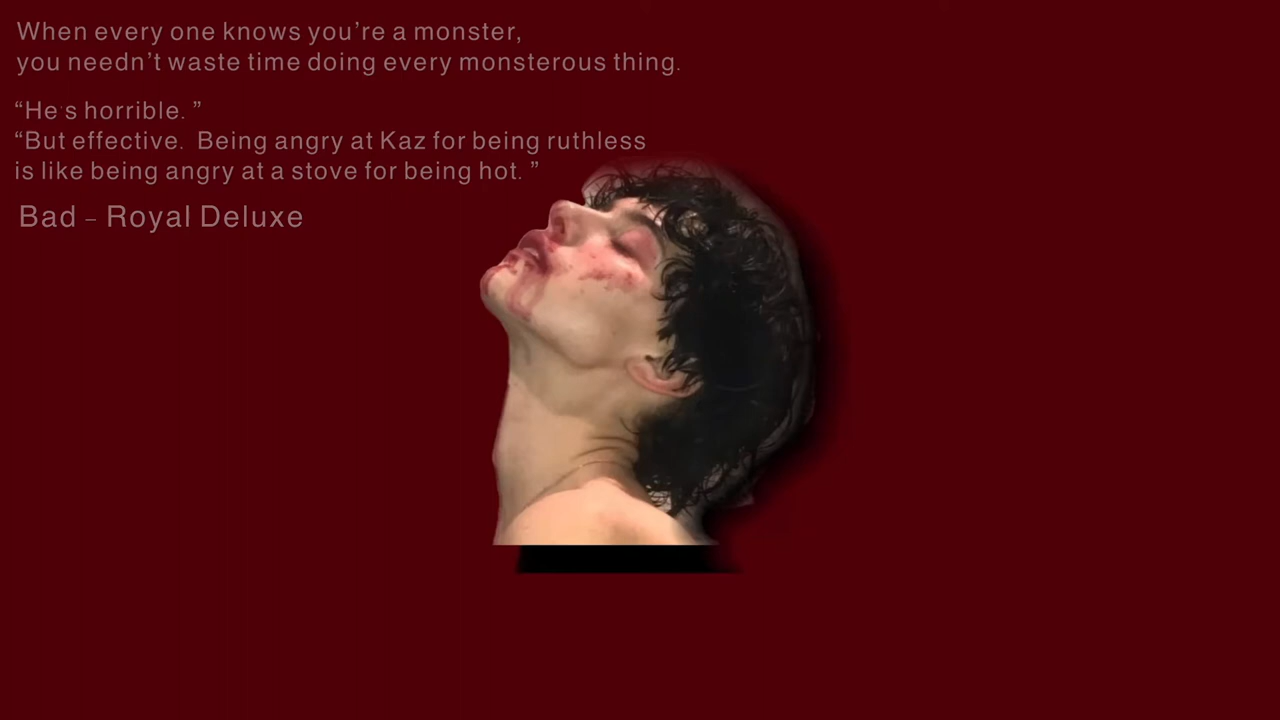 When every one knows you're a monster,
you needn't waste time doing every monsterous thing.
“He's horrible. ”
“But effective. Being angry at Kaz for being ruthless
is like being angry at a stove for being hot. ”
Bad – Royal Deluxe